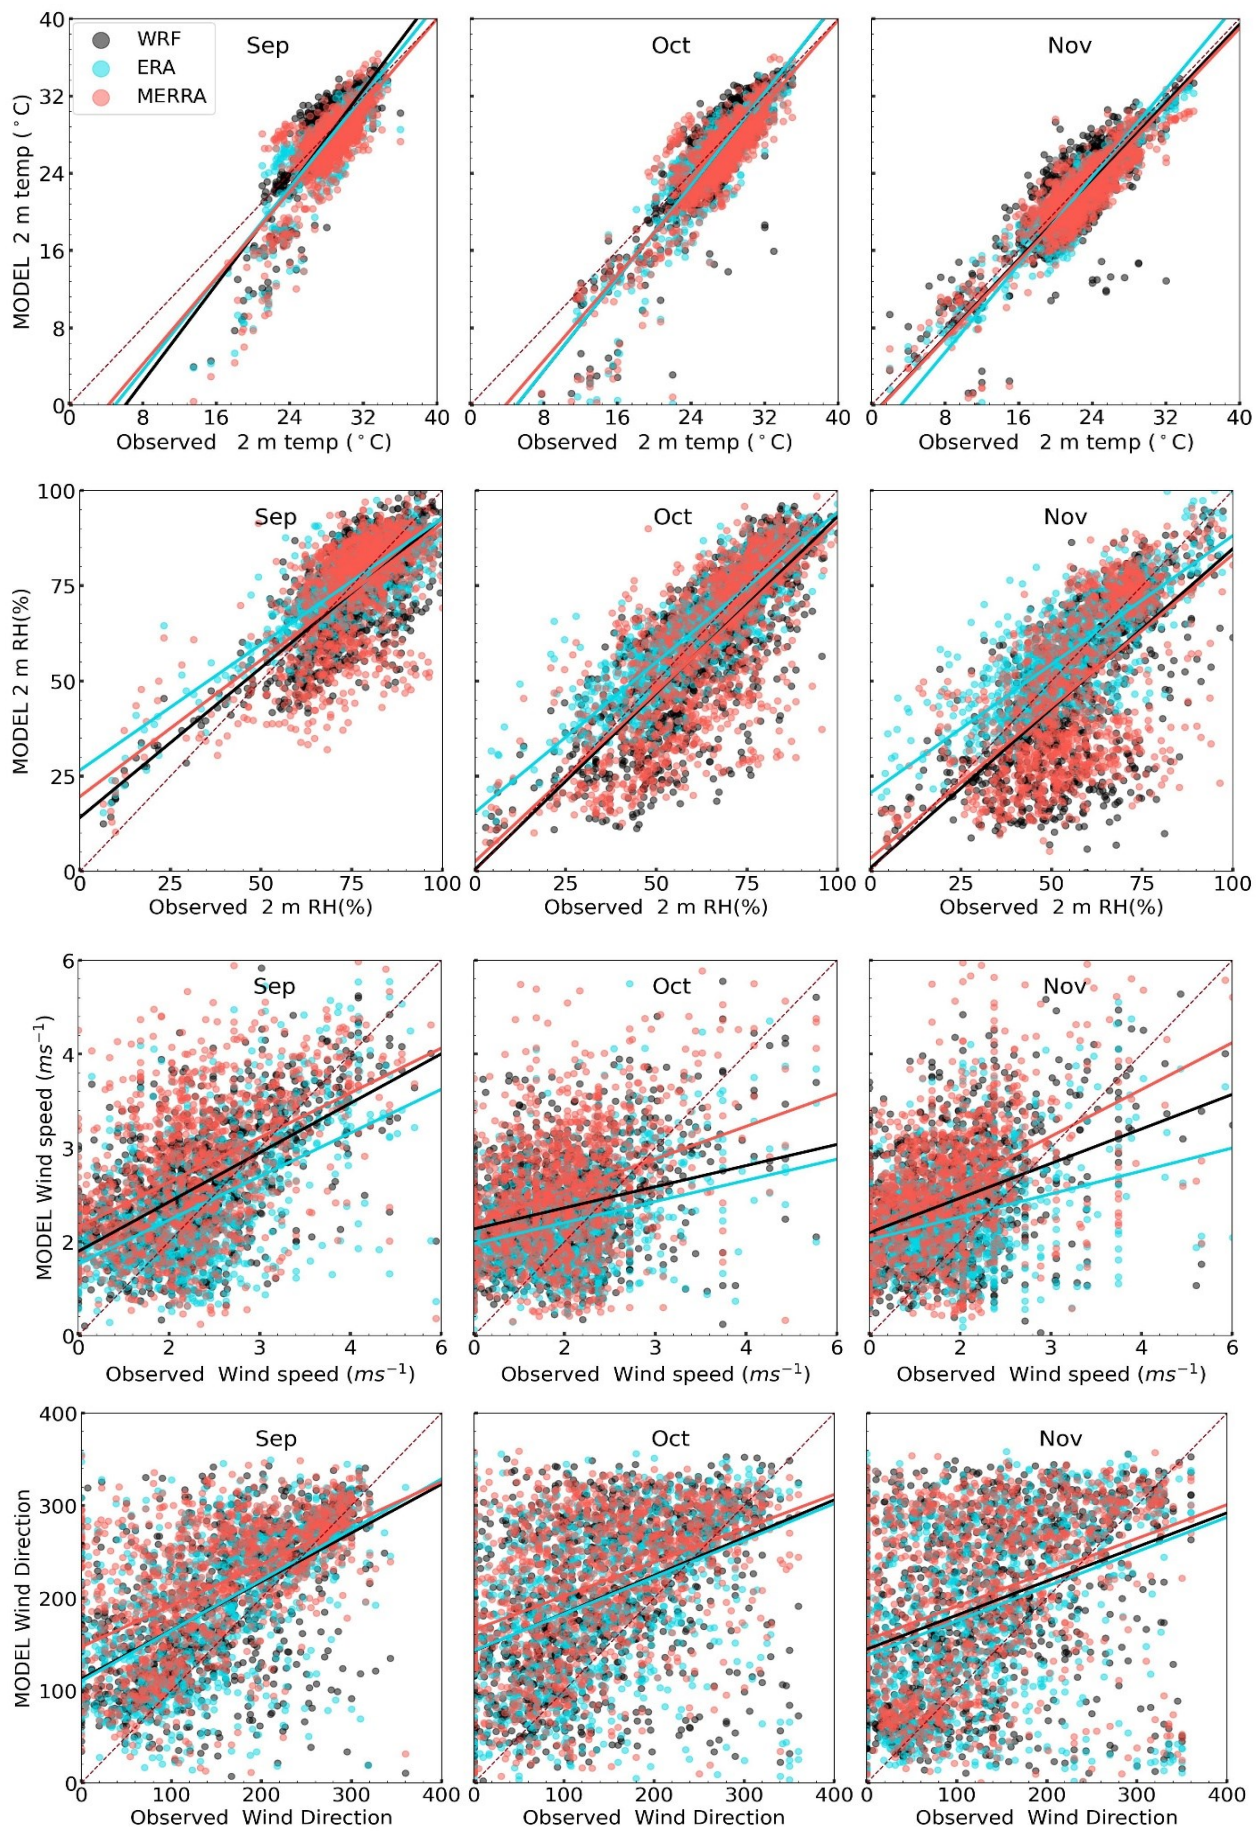 40
32
24
16
8
0
MODEL 2 m temp (°C)
WRF
ERA
MERRA
Sep
0 8 16 24 32 40
Observed 2 m temp (°C)
Oct
0 8 16 24 32 40
Observed 2 m temp (°C)
Nov
0 8 16 24 32 40
Observed 2 m temp (°C)
100
75
50
25
0
MODEL 2 m RH(%)
Sep
0 25 50 75 100
Observed 2 m RH(%)
Oct
0 25 50 75 100
Observed 2 m RH(%)
Nov
0 25 50 75 100
Observed 2 m RH(%)
6
4
3
2
0
MODEL Wind speed (ms⁻¹)
Sep
0 2 3 4 6
Observed Wind speed (ms⁻¹)
Oct
0 2 3 4 6
Observed Wind speed (ms⁻¹)
Nov
0 2 3 4 6
Observed Wind speed (ms⁻¹)
400
300
200
100
0
MODEL Wind Direction
Sep
0 100 200 300 400
Observed Wind Direction
Oct
0 100 200 300 400
Observed Wind Direction
Nov
0 100 200 300 400
Observed Wind Direction